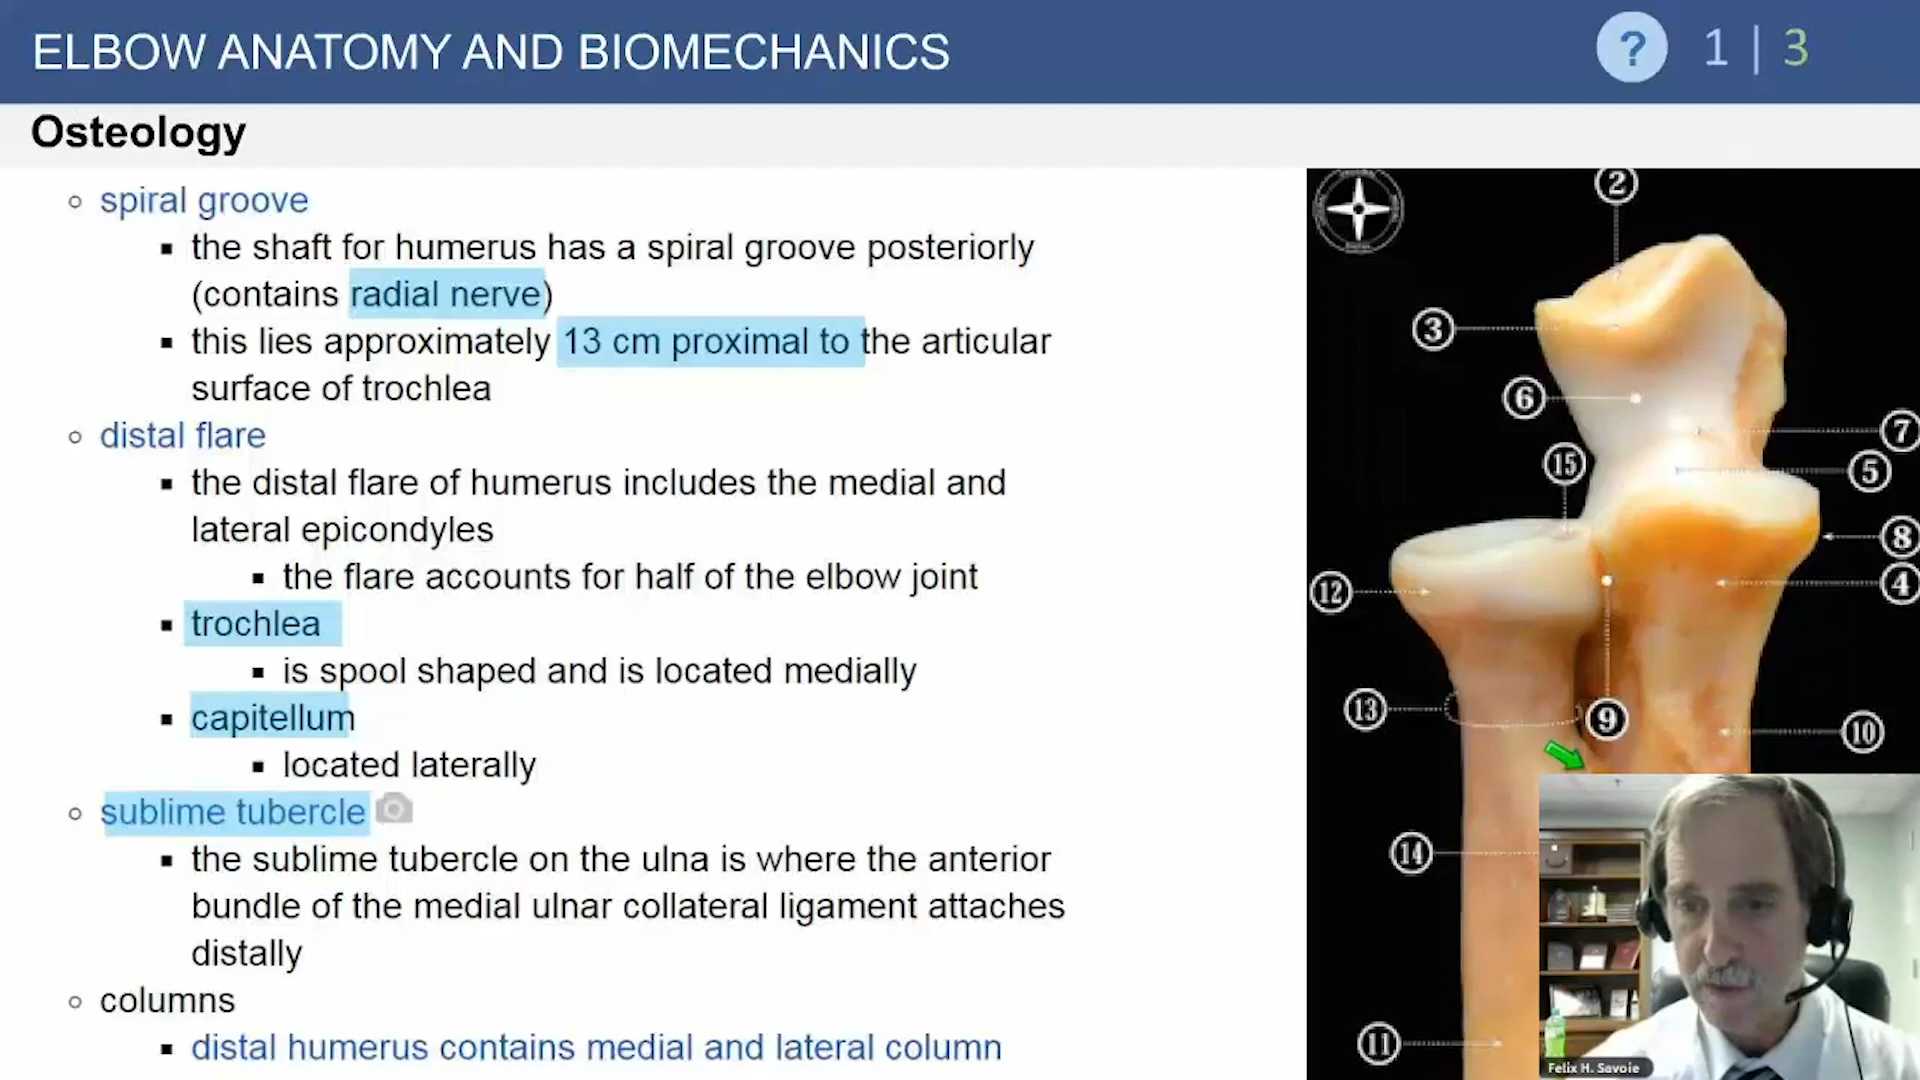 ELBOW ANATOMY AND BIOMECHANICS
? 1 | 3
Osteology
spiral groove
the shaft for humerus has a spiral groove posteriorly
(contains radial nerve)
this lies approximately 13 cm proximal to the articular
surface of trochlea
distal flare
the distal flare of humerus includes the medial and
lateral epicondyles
the flare accounts for half of the elbow joint
trochlea
is spool shaped and is located medially
capitellum
located laterally
sublime tubercle
the sublime tubercle on the ulna is where the anterior
bundle of the medial ulnar collateral ligament attaches
distally
columns
distal humerus contains medial and lateral column
2
3
6
7
15
5
8
12
4
13
9
10
14
11
Felix H. Savoie